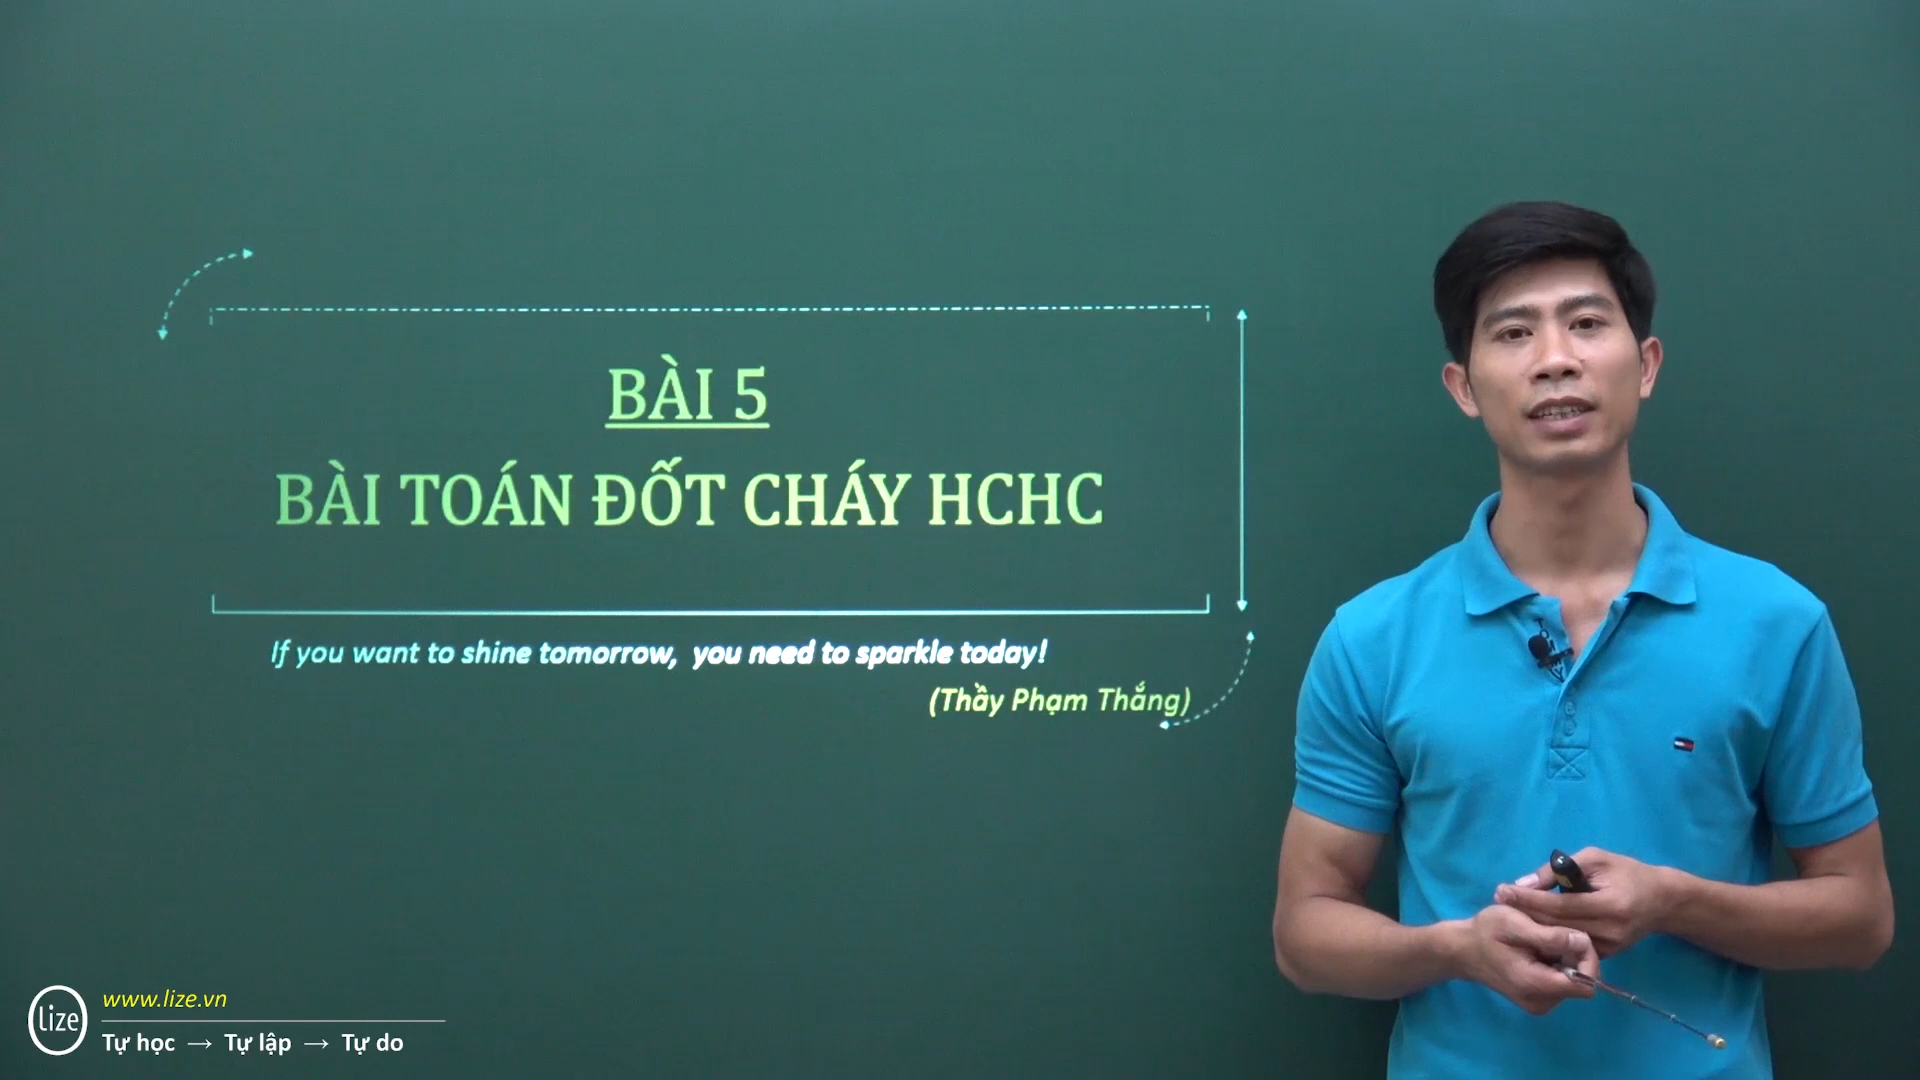 BÀI 5
BÀI TOÁN ĐỐT CHÁY HCHC
If you want to shine tomorrow, you need to sparkle today!
(Thầy Phạm Thắng)
lize
www.lize.vn
Tự học → Tự lập → Tự do